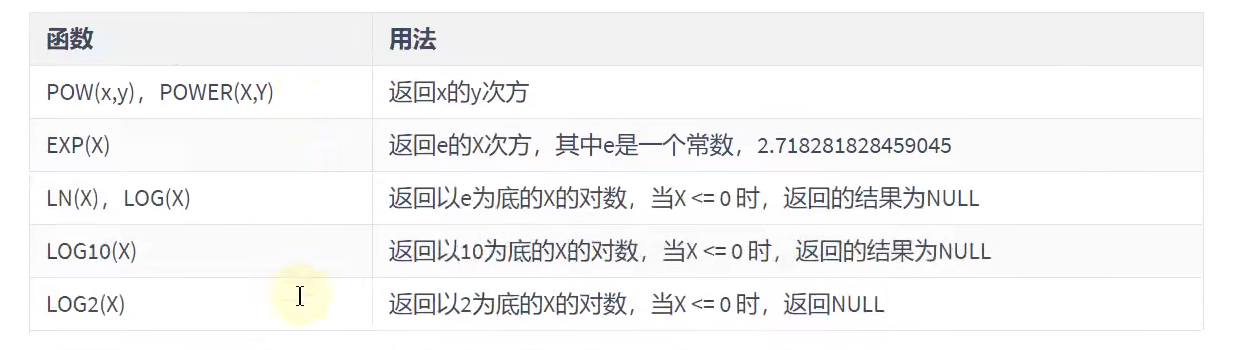 函数 用法
POW(x,y)，POWER(X,Y) 返回x的y次方
EXP(X) 返回e的X次方，其中e是一个常数，2.718281828459045
LN(X)，LOG(X) 返回以e为底的X的对数，当X <= 0 时，返回的结果为NULL
LOG10(X) 返回以10为底的X的对数，当X <= 0 时，返回的结果为NULL
LOG2(X) 返回以2为底的X的对数，当X <= 0 时，返回NULL